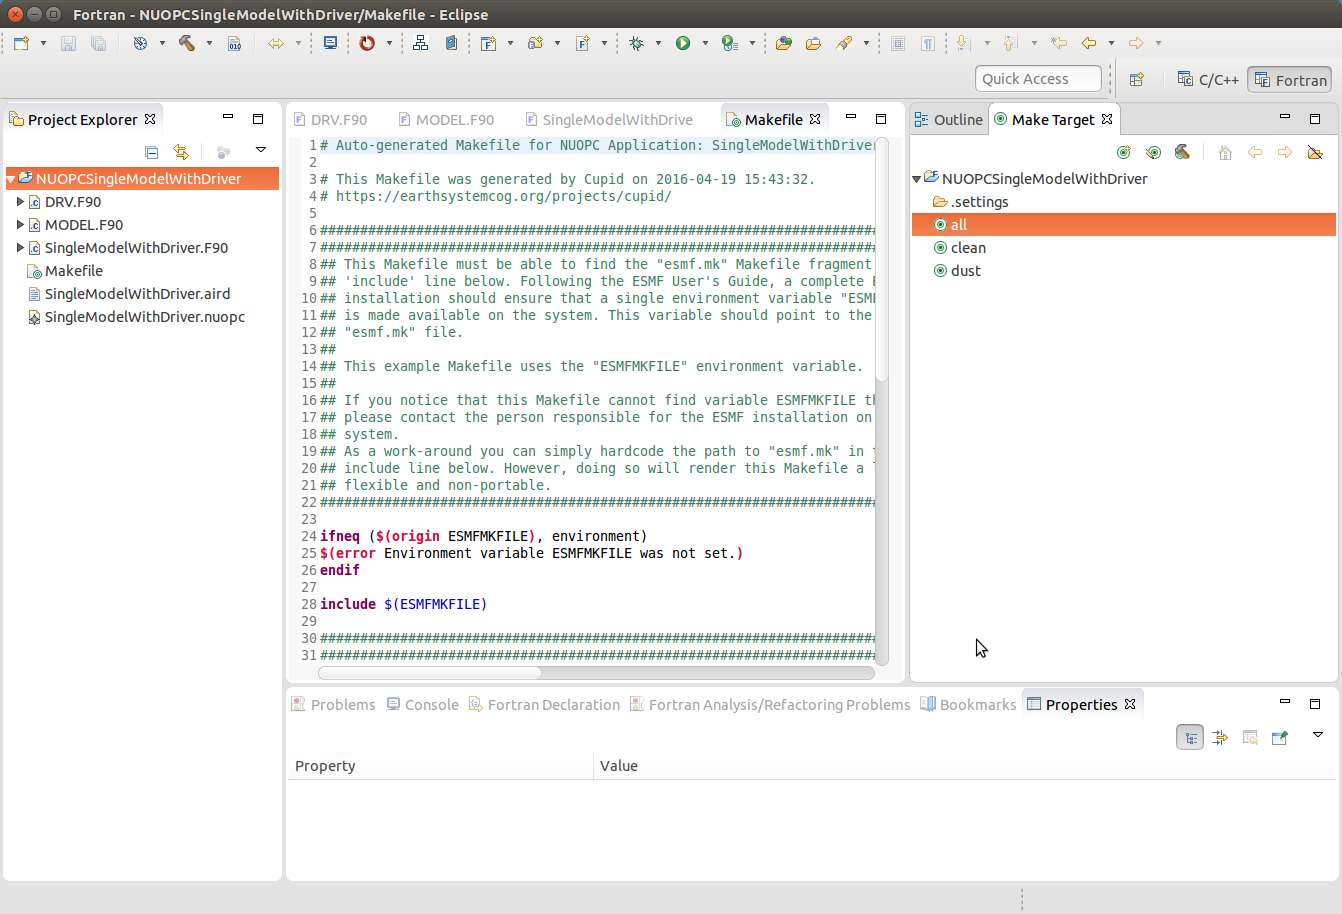 Fortran - NUOPCSingleModelWithDriver/Makefile - Eclipse
010
Quick Access
C/C++
Fortran
Project Explorer
NUOPCSingleModelWithDriver
DRV.F90
MODEL.F90
SingleModelWithDriver.F90
Makefile
SingleModelWithDriver.aird
SingleModelWithDriver.nuopc
DRV.F90 MODEL.F90 SingleModelWithDrive Makefile
1 # Auto-generated Makefile for NUOPC Application: SingleModelWithDriver
2
3 # This Makefile was generated by Cupid on 2016-04-19 15:43:32.
4 # https://earthsystemcog.org/projects/cupid/
5
6 #####################################################################
7 #####################################################################
8 ## This Makefile must be able to find the "esmf.mk" Makefile fragment
9 ## 'include' line below. Following the ESMF User's Guide, a complete
10 ## installation should ensure that a single environment variable "ESMF
11 ## is made available on the system. This variable should point to the
12 ## "esmf.mk" file.
13 ##
14 ## This example Makefile uses the "ESMFMKFILE" environment variable.
15 ##
16 ## If you notice that this Makefile cannot find variable ESMFMKFILE th
17 ## please contact the person responsible for the ESMF installation on
18 ## system.
19 ## As a work-around you can simply hardcode the path to "esmf.mk" in
20 ## include line below. However, doing so will render this Makefile a
21 ## flexible and non-portable.
22 #####################################################################
23
24 ifneq ($(origin ESMFMKFILE), environment)
25 $(error Environment variable ESMFMKFILE was not set.)
26 endif
27
28 include $(ESMFMKFILE)
29
30 #####################################################################
31 #####################################################################
Outline Make Target
NUOPCSingleModelWithDriver
.settings
all
clean
dust
Problems Console Fortran Declaration Fortran Analysis/Refactoring Problems Bookmarks Properties
Property Value